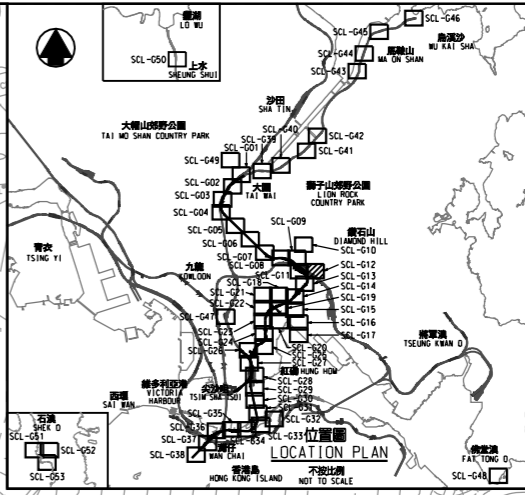 羅湖
LO WU
SCL-G50
上水
SHEUNG SHUI
SCL-G46
SCL-G45
烏溪沙
WU KAI SHA
SCL-G44
馬鞍山
MA ON SHAN
SCL-G43
沙田
SHA TIN
大帽山郊野公園
TAI MO SHAN COUNTRY PARK
SCL-G40
SCL-G39
SCL-G01
SCL-G42
SCL-G41
SCL-G49
SCL-G02
大圍
TAI WAI
獅子山郊野公園
LION ROCK
COUNTRY PARK
SCL-G03
SCL-G04
SCL-G05
SCL-G06
SCL-G07
SCL-G08
SCL-G09
鑽石山
DIAMOND HILL
SCL-G10
SCL-G11
SCL-G12
SCL-G13
SCL-G14
SCL-G18
SCL-G19
SCL-G15
SCL-G16
SCL-G17
青衣
TSING YI
九龍
KOWLOON
SCL-G21
SCL-G22
SCL-G47
SCL-G23
SCL-G24
SCL-G26
SCL-G20
SCL-G27
將軍澳
TSEUNG KWAN O
紅磡
HUNG HOM
SCL-G28
SCL-G29
SCL-G30
維多利亞港
VICTORIA
HARBOUR
尖沙咀
TSIM SHA TSUI
西環
SAI WAN
SCL-G32
SCL-G33
SCL-G34
SCL-G35
SCL-G36
SCL-G37
SCL-G38
灣仔
WAN CHAI
香港島
HONG KONG ISLAND
石澳
SHEK O
SCL-G51
SCL-G52
SCL-G53
佛堂澳
FAT TONG O
SCL-G48
位置圖
LOCATION PLAN
不按比例
NOT TO SCALE